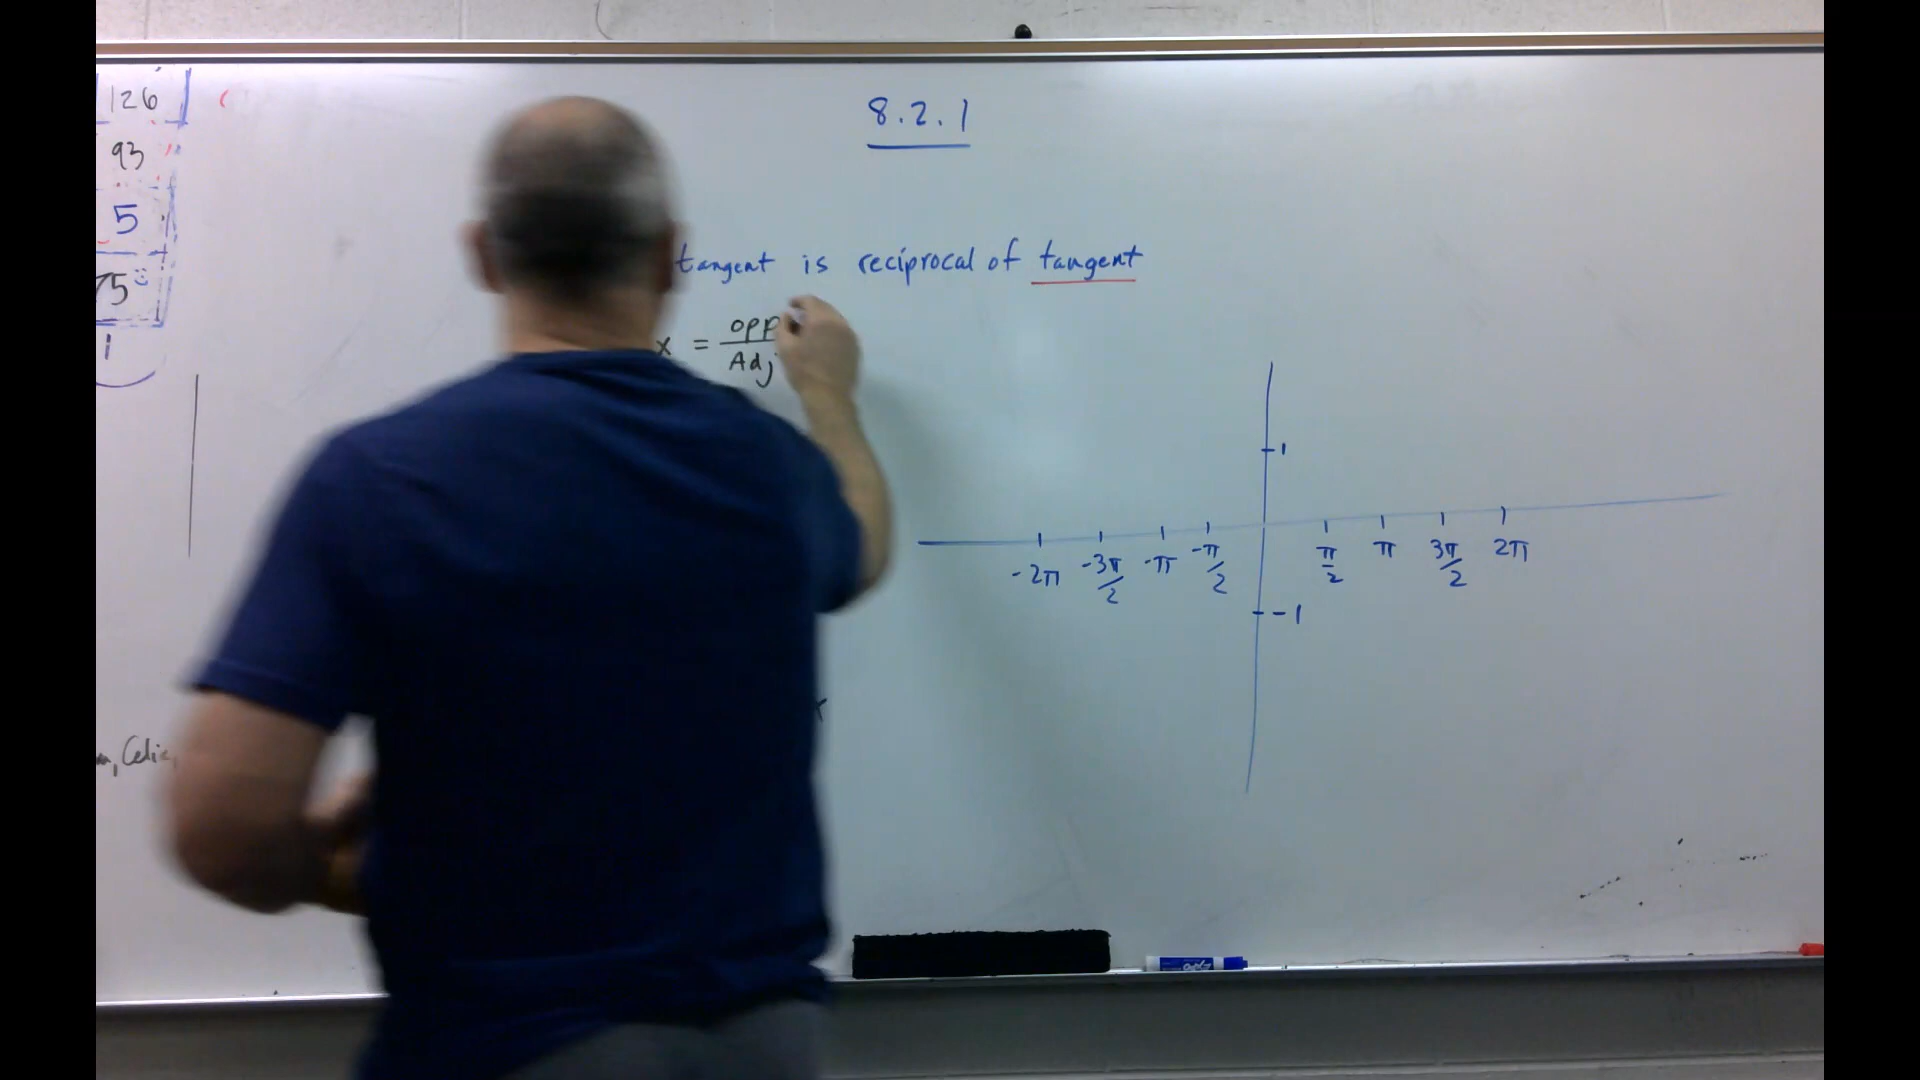 126
93
5
75
1
8.2.1
tangent is reciprocal of tangent
x = opp
Adj
1
-2π -3π/2 -π -π/2 π/2 π 3π/2 2π
-1
x
EXPO